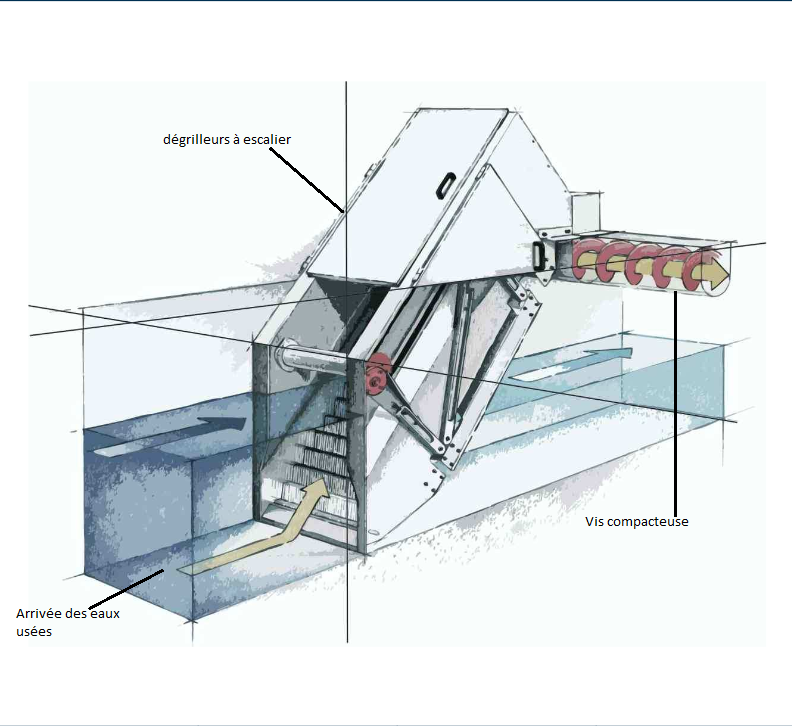 dégrilleurs à escalier
Vis compacteuse
Arrivée des eaux
usées